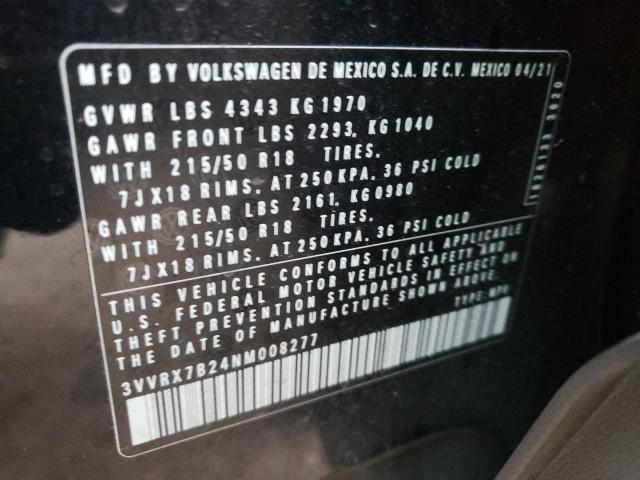 MFD BY VOLKSWAGEN DE MEXICO S.A. DE C.V. MEXICO 04/21
GVWR LBS 4343 KG 1970
GAWR FRONT LBS 2293, KG 1040
WITH 215/50 R18 TIRES,
7JX18 RIMS, AT 250 KPA, 36 PSI COLD
GAWR REAR LBS 2161, KG0980
WITH 215/50 R18 TIRES,
7JX18 RIMS, AT 250 KPA, 36 PSI COLD
THIS VEHICLE CONFORMS TO ALL APPLICABLE
U.S. FEDERAL MOTOR VEHICLE SAFETY AND
THEFT PREVENTION STANDARDS IN EFFECT ON
THE DATE OF MANUFACTURE SHOWN ABOVE.
TYPE: MPV
3VVRX7B24NM008277